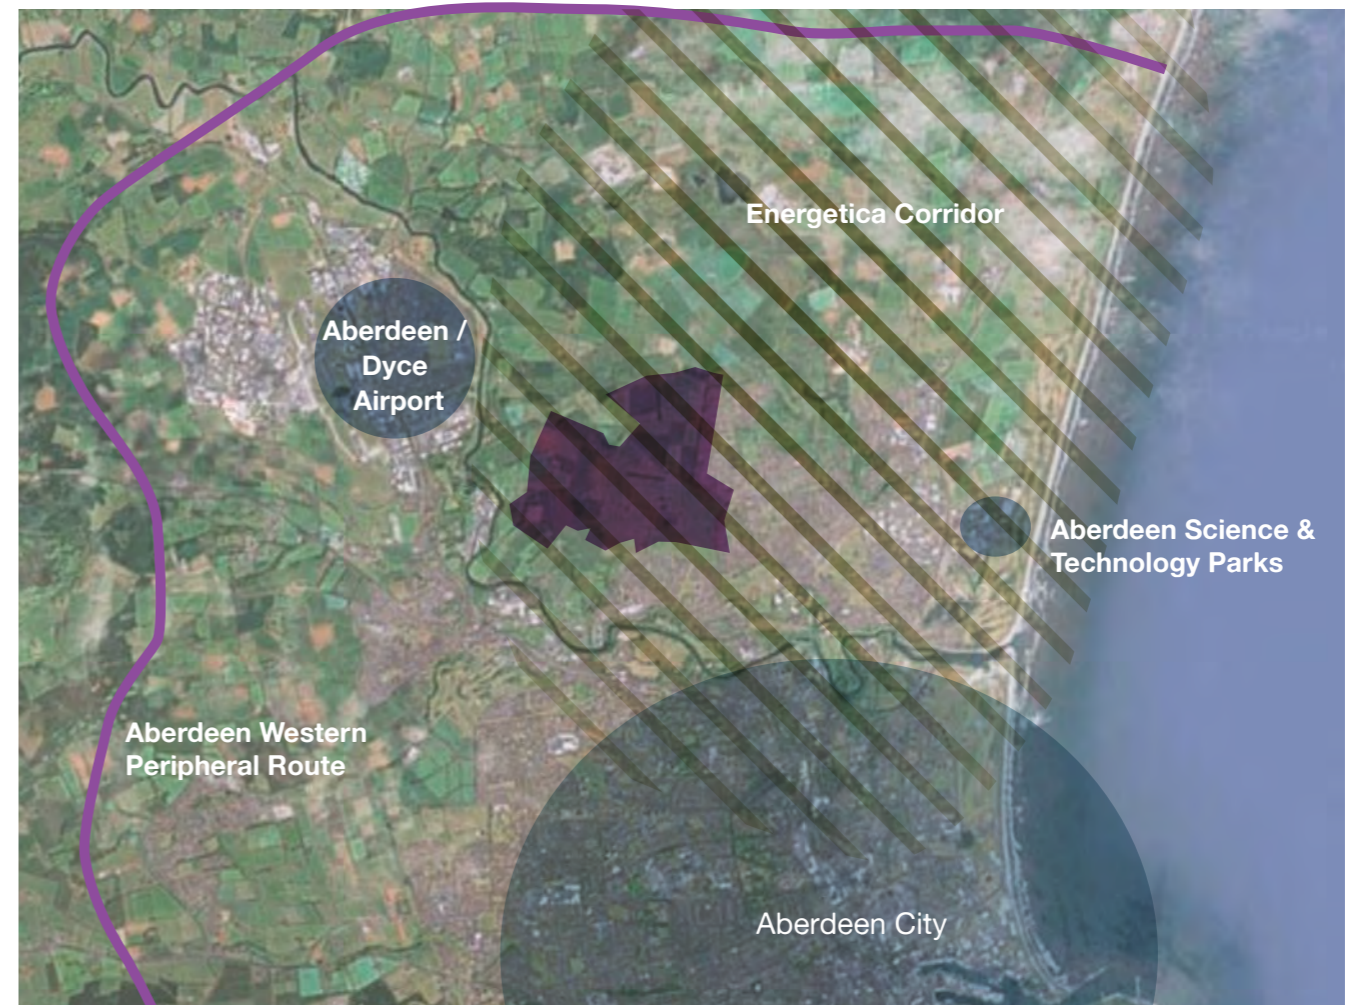 Energetica Corridor
Aberdeen /
Dyce
Airport
Aberdeen Science &
Technology Parks
Aberdeen Western
Peripheral Route
Aberdeen City